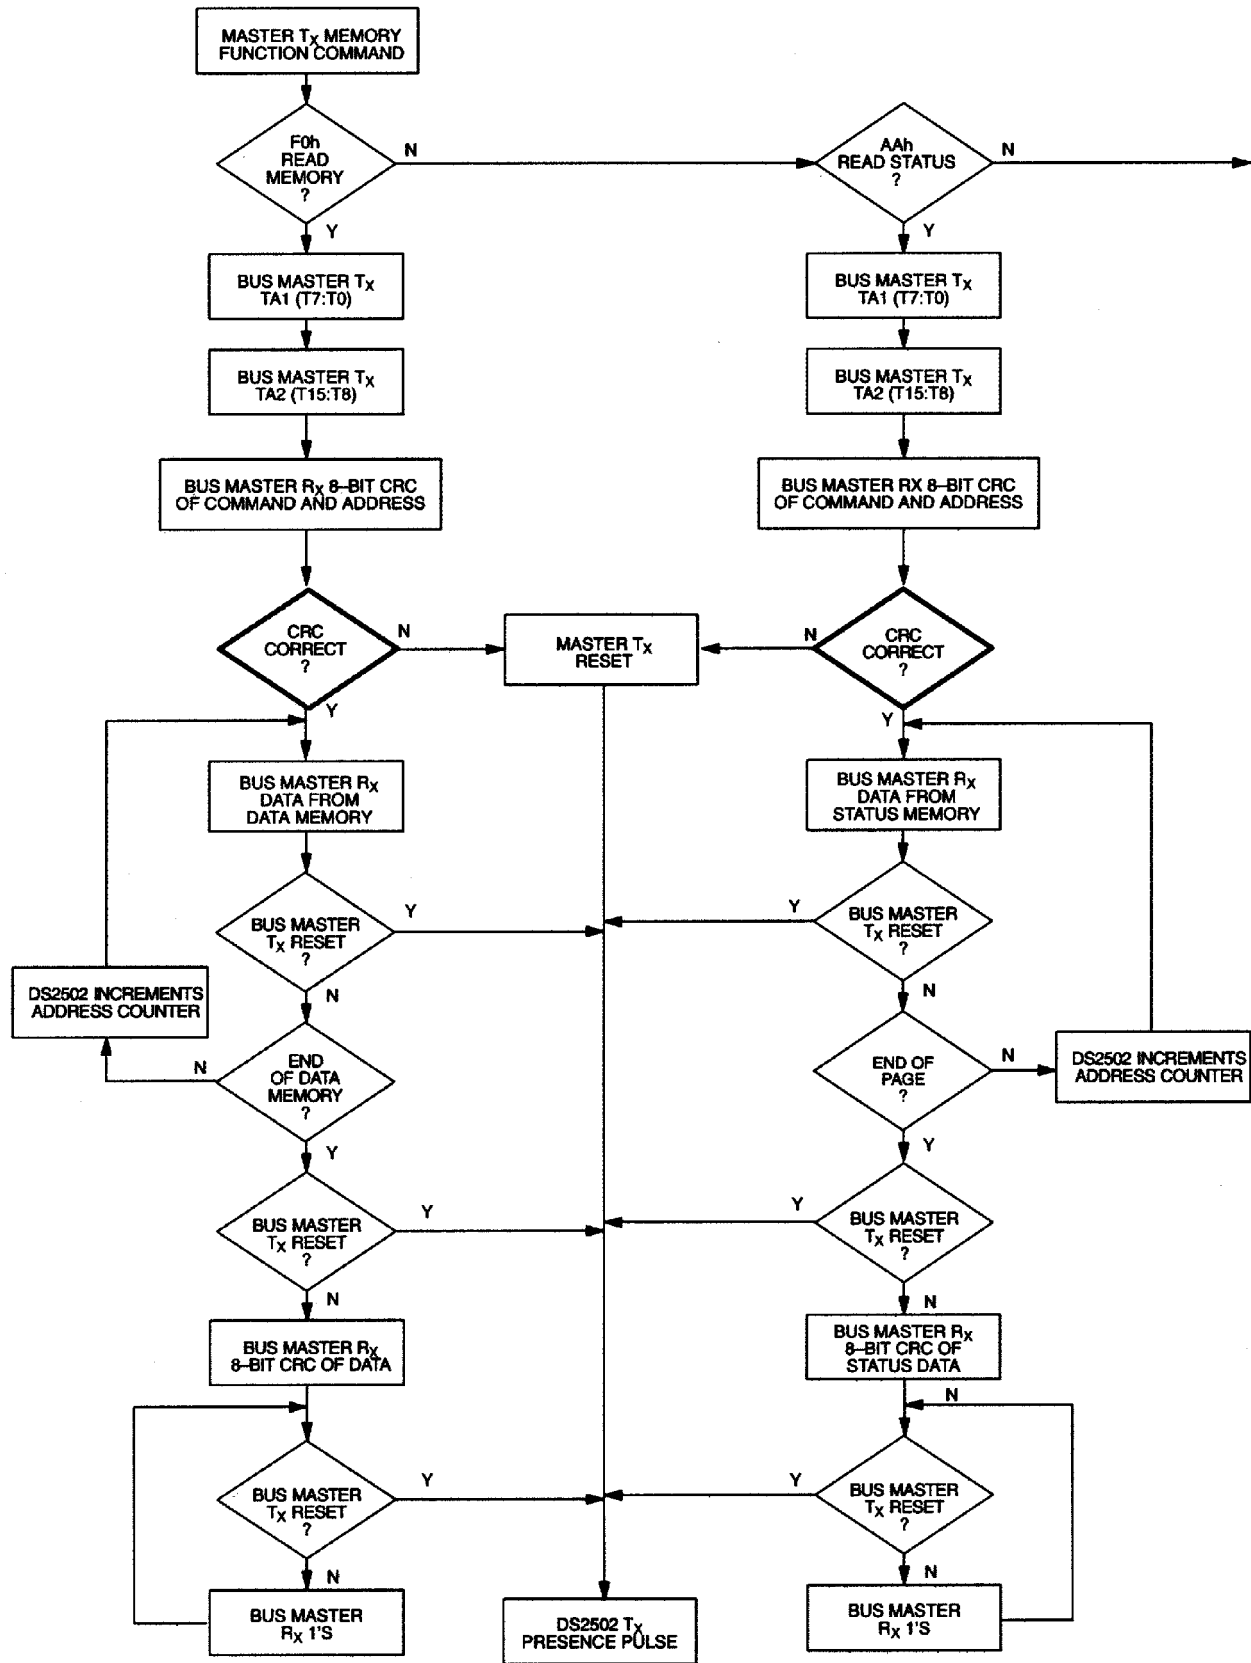 MASTER TX MEMORY
FUNCTION COMMAND
F0h
READ
MEMORY
?
N
Y
AAh
READ STATUS
?
N
Y
BUS MASTER TX
TA1 (T7:T0)
BUS MASTER TX
TA1 (T7:T0)
BUS MASTER TX
TA2 (T15:T8)
BUS MASTER TX
TA2 (T15:T8)
BUS MASTER RX 8–BIT CRC
OF COMMAND AND ADDRESS
BUS MASTER RX 8–BIT CRC
OF COMMAND AND ADDRESS
CRC
CORRECT
?
N
Y
MASTER TX
RESET
N
CRC
CORRECT
?
Y
BUS MASTER RX
DATA FROM
DATA MEMORY
BUS MASTER RX
DATA FROM
STATUS MEMORY
BUS MASTER
TX RESET
?
Y
N
Y
BUS MASTER
TX RESET
?
N
DS2502 INCREMENTS
ADDRESS COUNTER
N
END
OF DATA
MEMORY
?
Y
END OF
PAGE
?
N
Y
DS2502 INCREMENTS
ADDRESS COUNTER
BUS MASTER
TX RESET
?
Y
N
Y
BUS MASTER
TX RESET
?
N
BUS MASTER RX
8–BIT CRC OF DATA
BUS MASTER RX
8–BIT CRC OF
STATUS DATA
N
BUS MASTER
TX RESET
?
Y
N
Y
BUS MASTER
TX RESET
?
N
BUS MASTER
RX 1'S
DS2502 TX
PRESENCE PULSE
BUS MASTER
RX 1'S